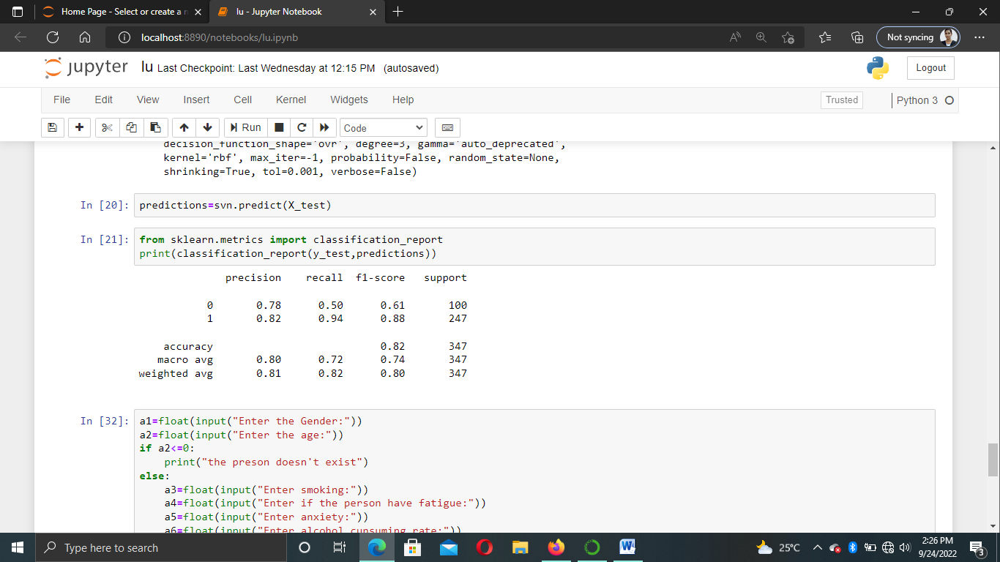 Home Page - Select or create a n
lu - Jupyter Notebook
localhost:8890/notebooks/lu.ipynb
Not syncing
jupyter lu Last Checkpoint: Last Wednesday at 12:15 PM (autosaved)
Logout
File Edit View Insert Cell Kernel Widgets Help
Trusted
Python 3
Run
Code
decision_function_shape='ovr', degree=3, gamma='auto_deprecated',
kernel='rbf', max_iter=-1, probability=False, random_state=None,
shrinking=True, tol=0.001, verbose=False)
In [20]: predictions=svn.predict(X_test)
In [21]: from sklearn.metrics import classification_report
print(classification_report(y_test,predictions))
precision recall f1-score support
0 0.78 0.50 0.61 100
1 0.82 0.94 0.88 247
accuracy 0.82 347
macro avg 0.80 0.72 0.74 347
weighted avg 0.81 0.82 0.80 347
In [32]: a1=float(input("Enter the Gender:"))
a2=float(input("Enter the age:"))
if a2<=0:
print("the preson doesn't exist")
else:
a3=float(input("Enter smoking:"))
a4=float(input("Enter if the person have fatigue:"))
a5=float(input("Enter anxiety:"))
a6=float(input("Enter alcohol cunsuming rate:"))
Type here to search
25°C
2:26 PM
9/24/2022
3